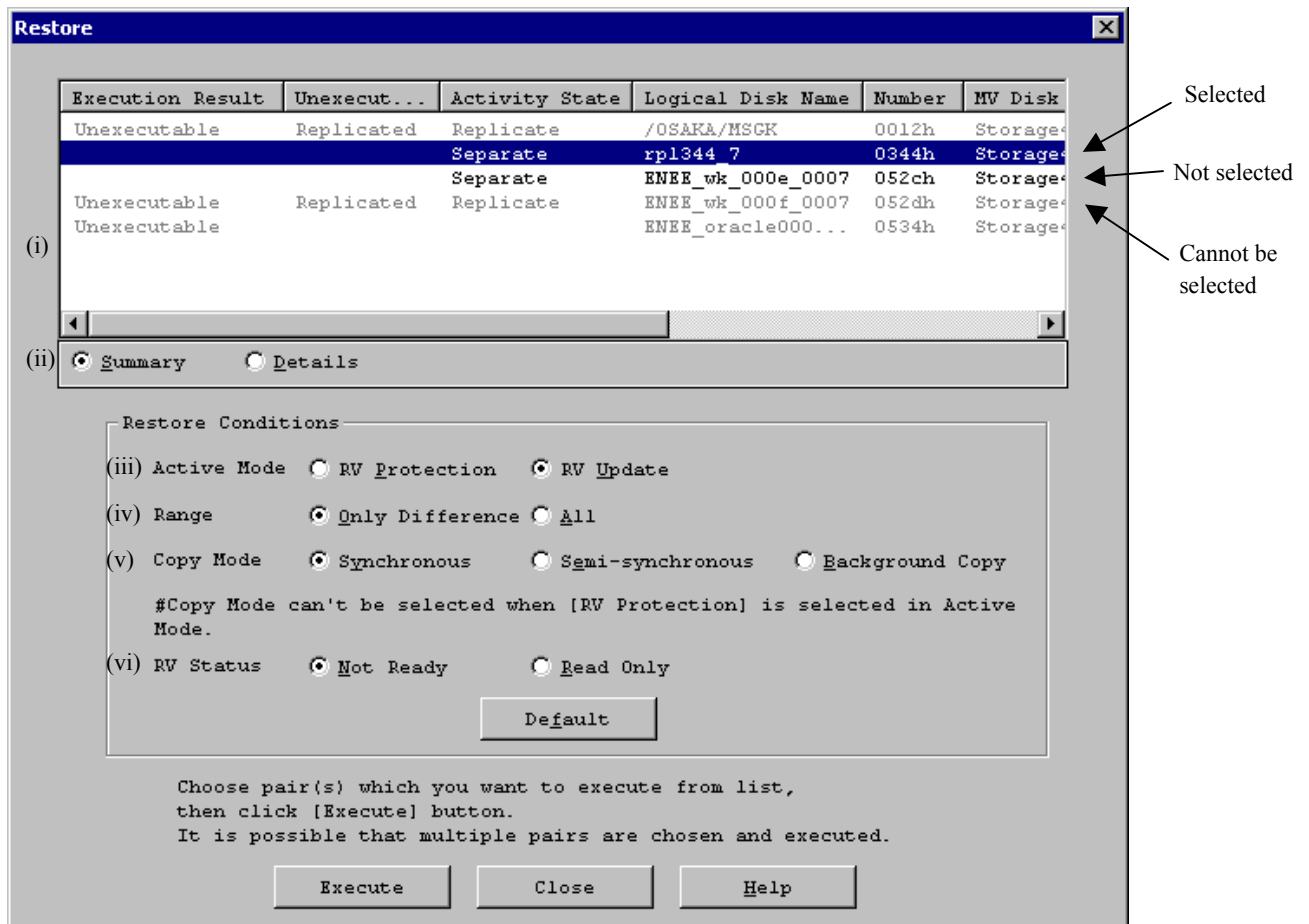 Restore
Execution Result Unexecut... Activity State Logical Disk Name Number MV Disk
Unexecutable Replicated Replicate /OSAKA/MSGK 0012h Storage
Separate rpl344_7 0344h Storage
Separate ENEE_wk_000e_0007 052ch Storage
Unexecutable Replicated Replicate ENEE_wk_000f_0007 052dh Storage
Unexecutable ENEE_oracle000... 0534h Storage
Selected
Not selected
Cannot be
selected
(i)
(ii) Summary Details
Restore Conditions
(iii) Active Mode RV Protection RV Update
(iv) Range Only Difference All
(v) Copy Mode Synchronous Semi-synchronous Background Copy
#Copy Mode can't be selected when [RV Protection] is selected in Active
Mode.
(vi) RV Status Not Ready Read Only
Default
Choose pair(s) which you want to execute from list,
then click [Execute] button.
It is possible that multiple pairs are chosen and executed.
Execute Close Help